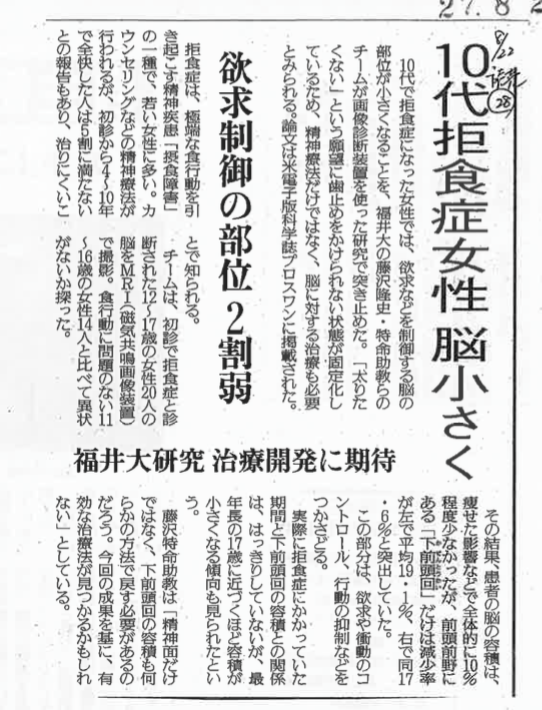 27.8.2
8/22
28
10代拒食症女性 脳小さく
欲求制御の部位 2割弱
福井大研究 治療開発に期待
10代で拒食症になった女性では、欲求などを制御する脳の
部位が小さくなることを、福井大の藤沢隆史・特命助教らの
チームが画像診断装置を使った研究で突き止めた。「太りた
くない」という願望に歯止めをかけられない状態が固定化し
ているため、精神療法だけではなく、脳に対する治療も必要
とみられる。論文は米電子版科学誌プロスワンに掲載された。
拒食症は、極端な食行動を引
き起こす精神疾患「摂食障害」
の一種で、若い女性に多い。カ
ウンセリングなどの精神療法が
行われるが、初診から4～10年
で全快した人は5割に満たない
との報告もあり、治りにくいこ
とで知られる。
チームは、初診で拒食症と診
断された12～17歳の女性20人の
脳をMRI（磁気共鳴画像装置）
で撮影。食行動に問題のない11
～16歳の女性14人と比べて異状
がないか探った。
その結果、患者の脳の容積は、
痩せた影響などで全体的に10％
程度少なかったが、前頭前野に
ある「下前頭回」だけは減少率
が左で平均19・1％、右で同17
・6％と突出していた。
この部分は、欲求や衝動のコ
ントロール、行動の抑制などを
つかさどる。
実際に拒食症にかかっていた
期間と下前頭回の容積との関係
は、はっきりしていないが、最
年長の17歳に近づくほど容積が
小さくなる傾向も見られたとい
う。
藤沢特命助教は「精神面だけ
ではなく、下前頭回の容積も何
らかの方法で戻す必要があるの
だろう。今回の成果を基に、有
効な治療法が見つかるかもしれ
ない」としている。